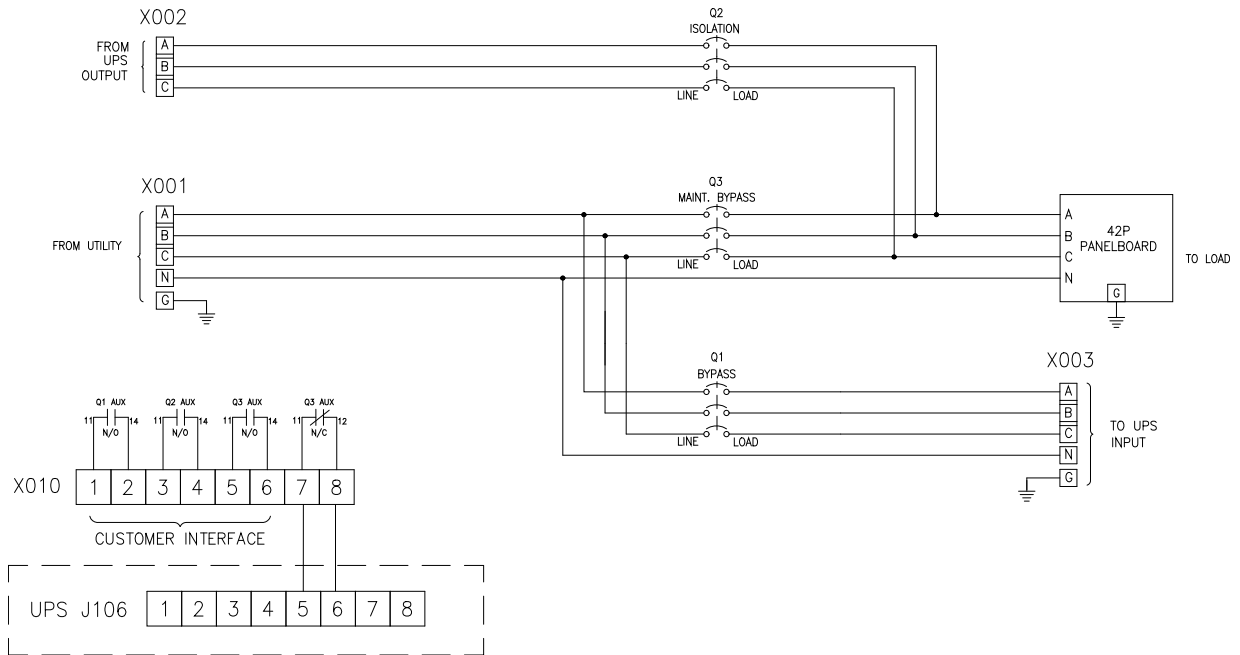 X002
FROM
UPS
OUTPUT
A
B
C
Q2
ISOLATION
LINE LOAD
X001
FROM UTILITY
A
B
C
N
G
Q3
MAINT. BYPASS
LINE LOAD
A
B
C
N
42P
PANELBOARD
G
TO LOAD
Q1
BYPASS
LINE LOAD
X003
A
B
C
N
G
TO UPS
INPUT
Q1 AUX
11 14
N/O
Q2 AUX
11 14
N/O
Q3 AUX
11 14
N/O
Q3 AUX
11 12
N/C
X010 1 2 3 4 5 6 7 8
CUSTOMER INTERFACE
UPS J106 1 2 3 4 5 6 7 8